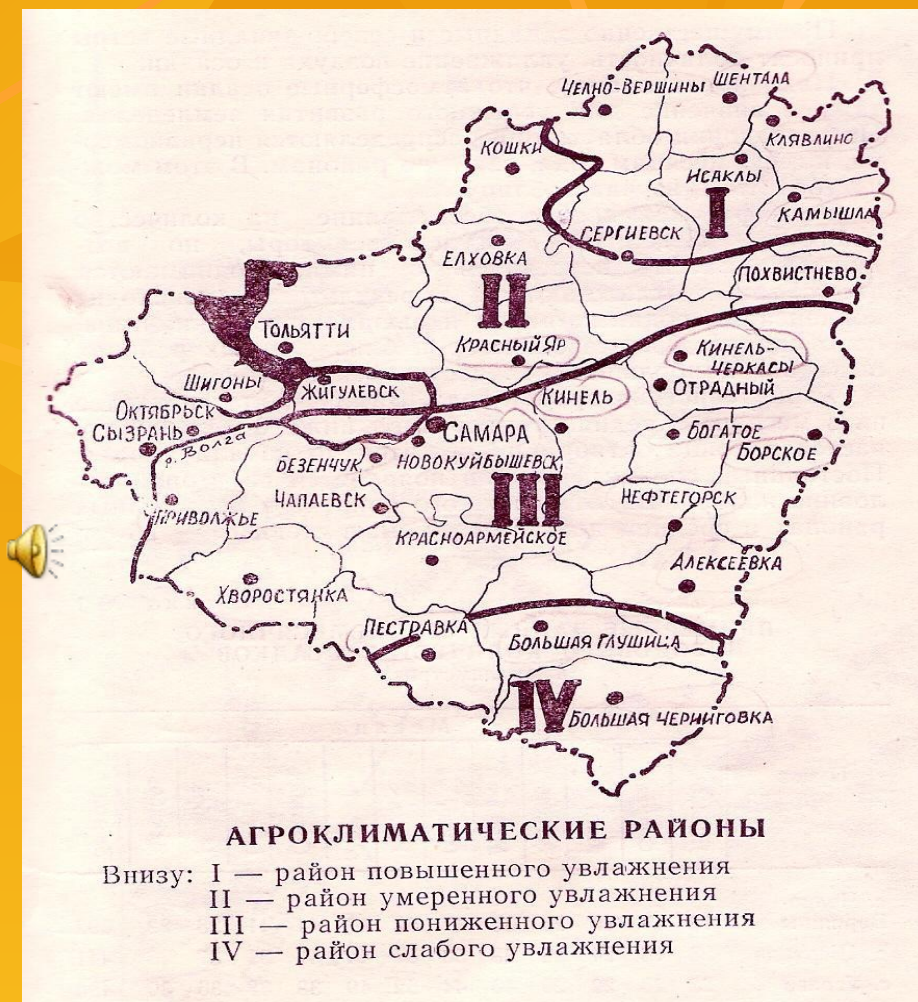 ЧЕЛНО-ВЕРШИНЫ
ШЕНТАЛА
КЛЯВЛИНО
КОШКИ
ИСАКЛЫ
I
КАМЫШЛА
СЕРГИЕВСК
ЕЛХОВКА
ПОХВИСТНЕВО
II
ТОЛЬЯТТИ
КРАСНЫЙ ЯР
КИНЕЛЬ-
ЧЕРКАСЫ
ШИГОНЫ
ЖИГУЛЕВСК
КИНЕЛЬ
ОТРАДНЫЙ
ОКТЯБРЬСК
СЫЗРАНЬ
р. Волга
САМАРА
БОГАТОЕ
БОРСКОЕ
БЕЗЕНЧУК
НОВОКУЙБЫШЕВСК
III
ЧАПАЕВСК
НЕФТЕГОРСК
ПРИВОЛЖЬЕ
КРАСНОАРМЕЙСКОЕ
АЛЕКСЕЕВКА
ХВОРОСТЯНКА
ПЕСТРАВКА
БОЛЬШАЯ ГЛУШИЦА
IV
БОЛЬШАЯ ЧЕРНИГОВКА
АГРОКЛИМАТИЧЕСКИЕ РАЙОНЫ
Внизу: I — район повышенного увлажнения
II — район умеренного увлажнения
III — район пониженного увлажнения
IV — район слабого увлажнения